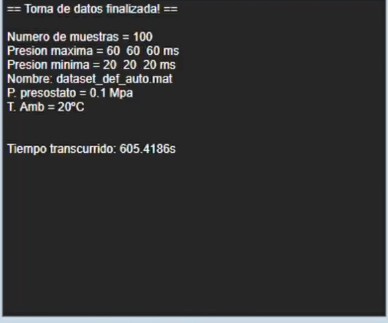 == Toma de datos finalizada! ==
Numero de muestras = 100
Presion maxima = 60 60 60 ms
Presion minima = 20 20 20 ms
Nombre: dataset_def_auto.mat
P. presostato = 0.1 Mpa
T. Amb = 20ºC
Tiempo transcurrido: 605.4186s